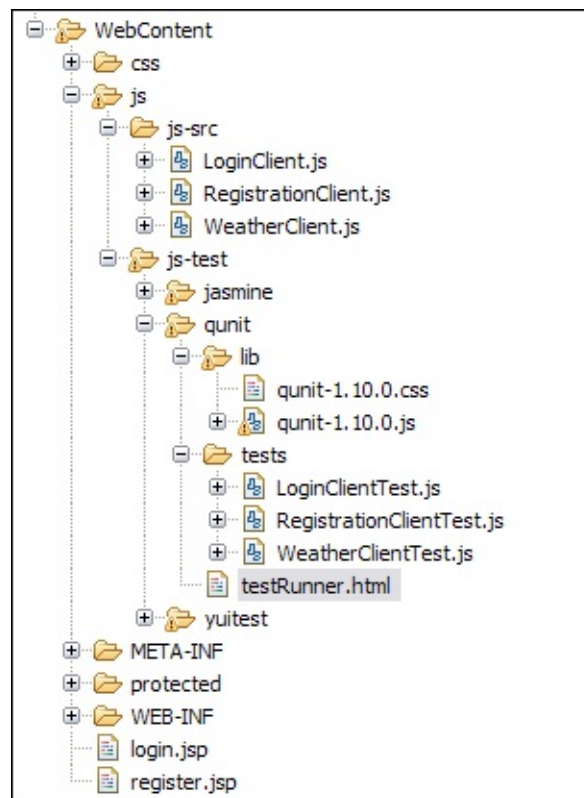 WebContent
css
js
js-src
LoginClient.js
RegistrationClient.js
WeatherClient.js
js-test
jasmine
qunit
lib
qunit-1.10.0.css
qunit-1.10.0.js
tests
LoginClientTest.js
RegistrationClientTest.js
WeatherClientTest.js
testRunner.html
yuitest
META-INF
protected
WEB-INF
login.jsp
register.jsp